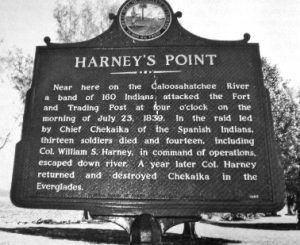 HARNEY'S POINT
Near here on the Caloosahatchee River
a band of 160 Indians attacked the Fort
and Trading Post at four o'clock on the
morning of July 23, 1839. In the raid led
by Chief Chekaika of the Spanish Indians,
thirteen soldiers died and fourteen, including
Col. William S. Harney, in command of operations,
escaped down river. A year later Col. Harney
returned and destroyed Chekaika in the
Everglades.